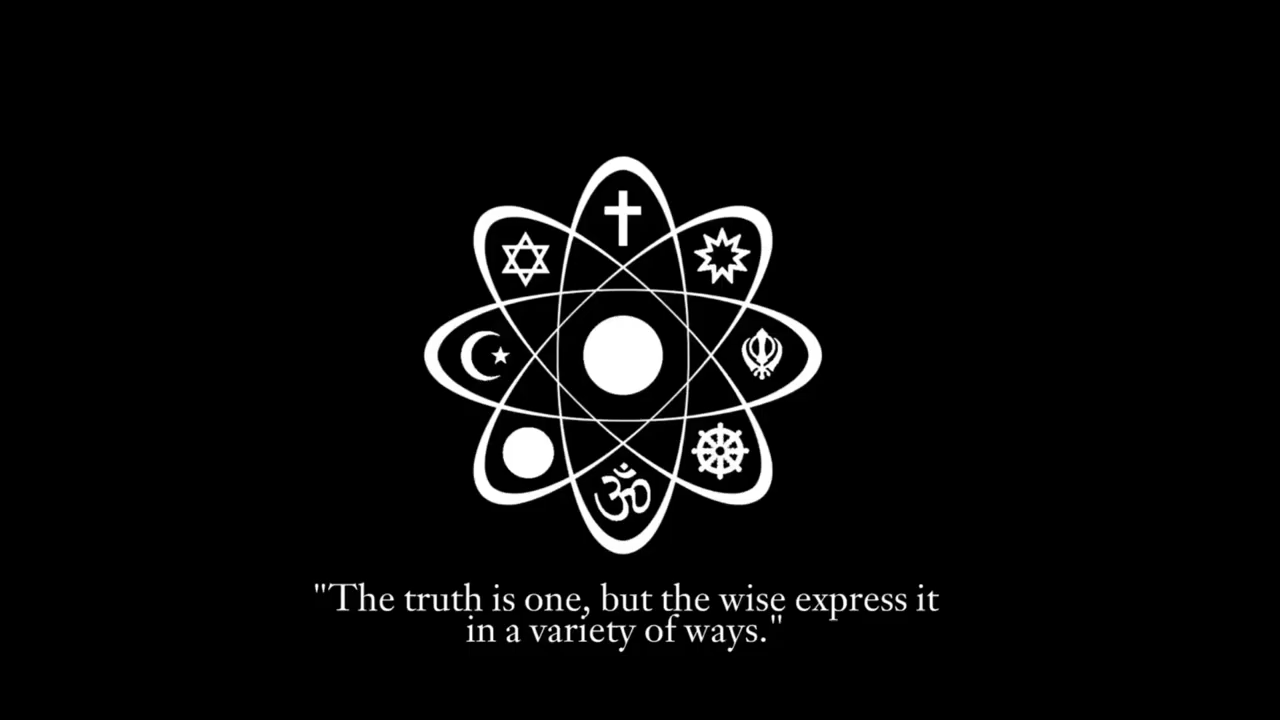 "The truth is one, but the wise express it
in a variety of ways."
ॐ